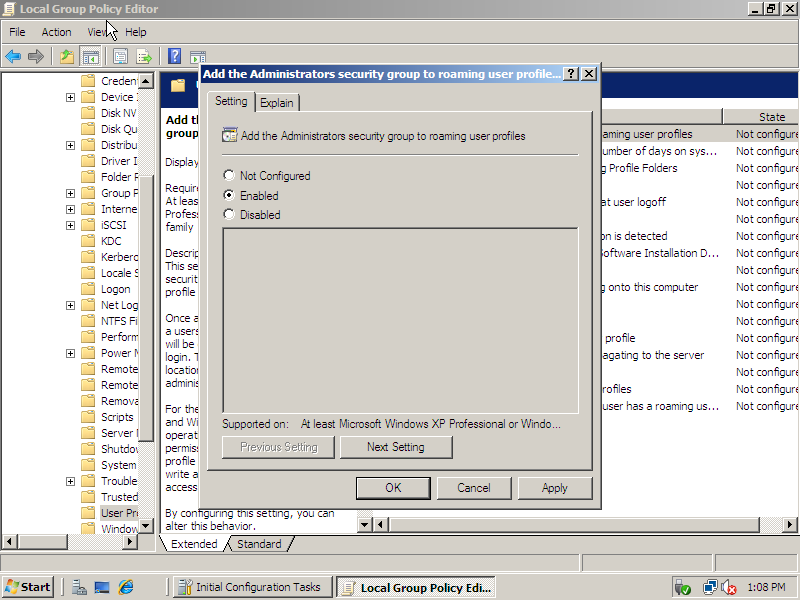 Local Group Policy Editor
File Action View Help
Creden
Device I
Disk NV
Disk Qu
Distribu
Driver I
Folder R
Group P
Interne
iSCSI
KDC
Kerbero
Locale S
Logon
Net Log
NTFS Fi
Perform
Power M
Remote
Remote
Remova
Scripts
Server
Shutdow
System
Trouble
Trusted
User Pro
Window
Add th
group
Display
Require
At leas
Profess
family
Descrip
This se
securit
profile
Once a
a users
will be
login. T
locatio
adminis
For the
and Wi
operati
permiss
profile
write a
access
By configuring this setting, you can
alter this behavior.
Add the Administrators security group to roaming user profile...
Setting Explain
Add the Administrators security group to roaming user profiles
Not Configured
Enabled
Disabled
Supported on: At least Microsoft Windows XP Professional or Windo...
Previous Setting Next Setting
OK Cancel Apply
State
aming user profiles Not configure
umber of days on sys... Not configure
g Profile Folders Not configure
Not configure
at user logoff Not configure
Not configure
on is detected Not configure
oftware Installation D... Not configure
Not configure
g onto this computer Not configure
Not configure
Not configure
profile Not configure
agating to the server Not configure
Not configure
rofiles Not configure
user has a roaming us... Not configure
Extended Standard
Start Initial Configuration Tasks Local Group Policy Edi... 1:08 PM